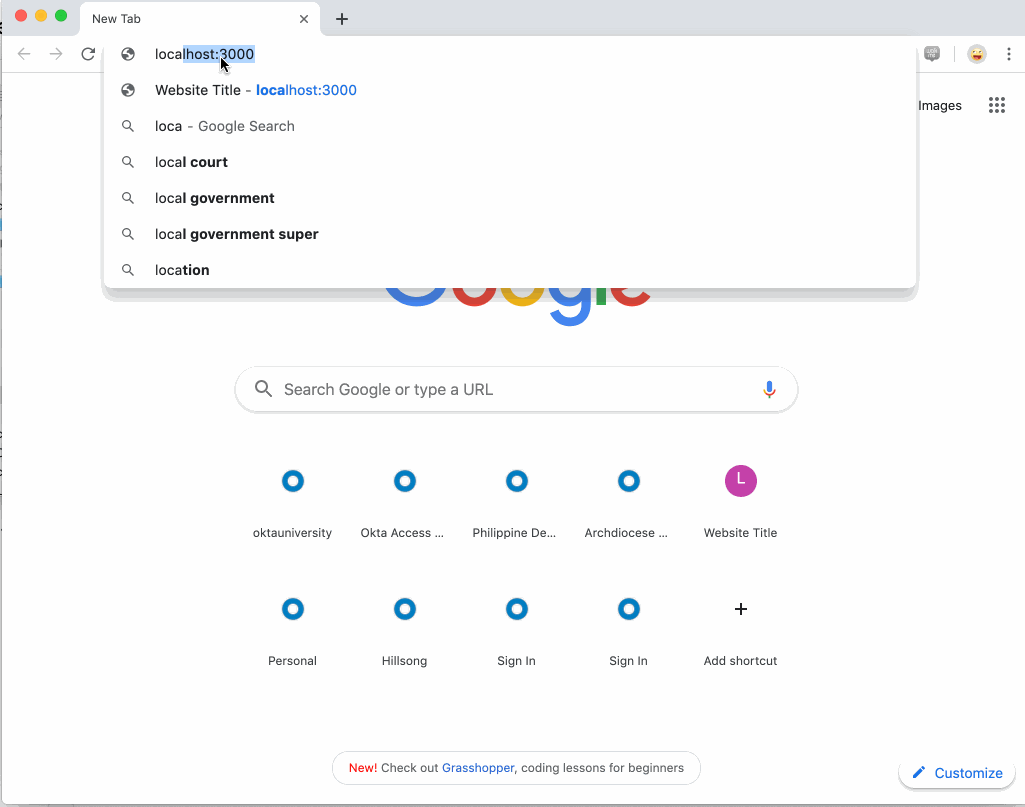 New Tab
localhost:3000
Website Title - localhost:3000
loca - Google Search
local court
local government
local government super
location
Images
Google
Search Google or type a URL
oktauniversity Okta Access ... Philippine De... Archdiocese ... L Website Title
Personal Hillsong Sign In Sign In Add shortcut
New! Check out Grasshopper, coding lessons for beginners
Customize